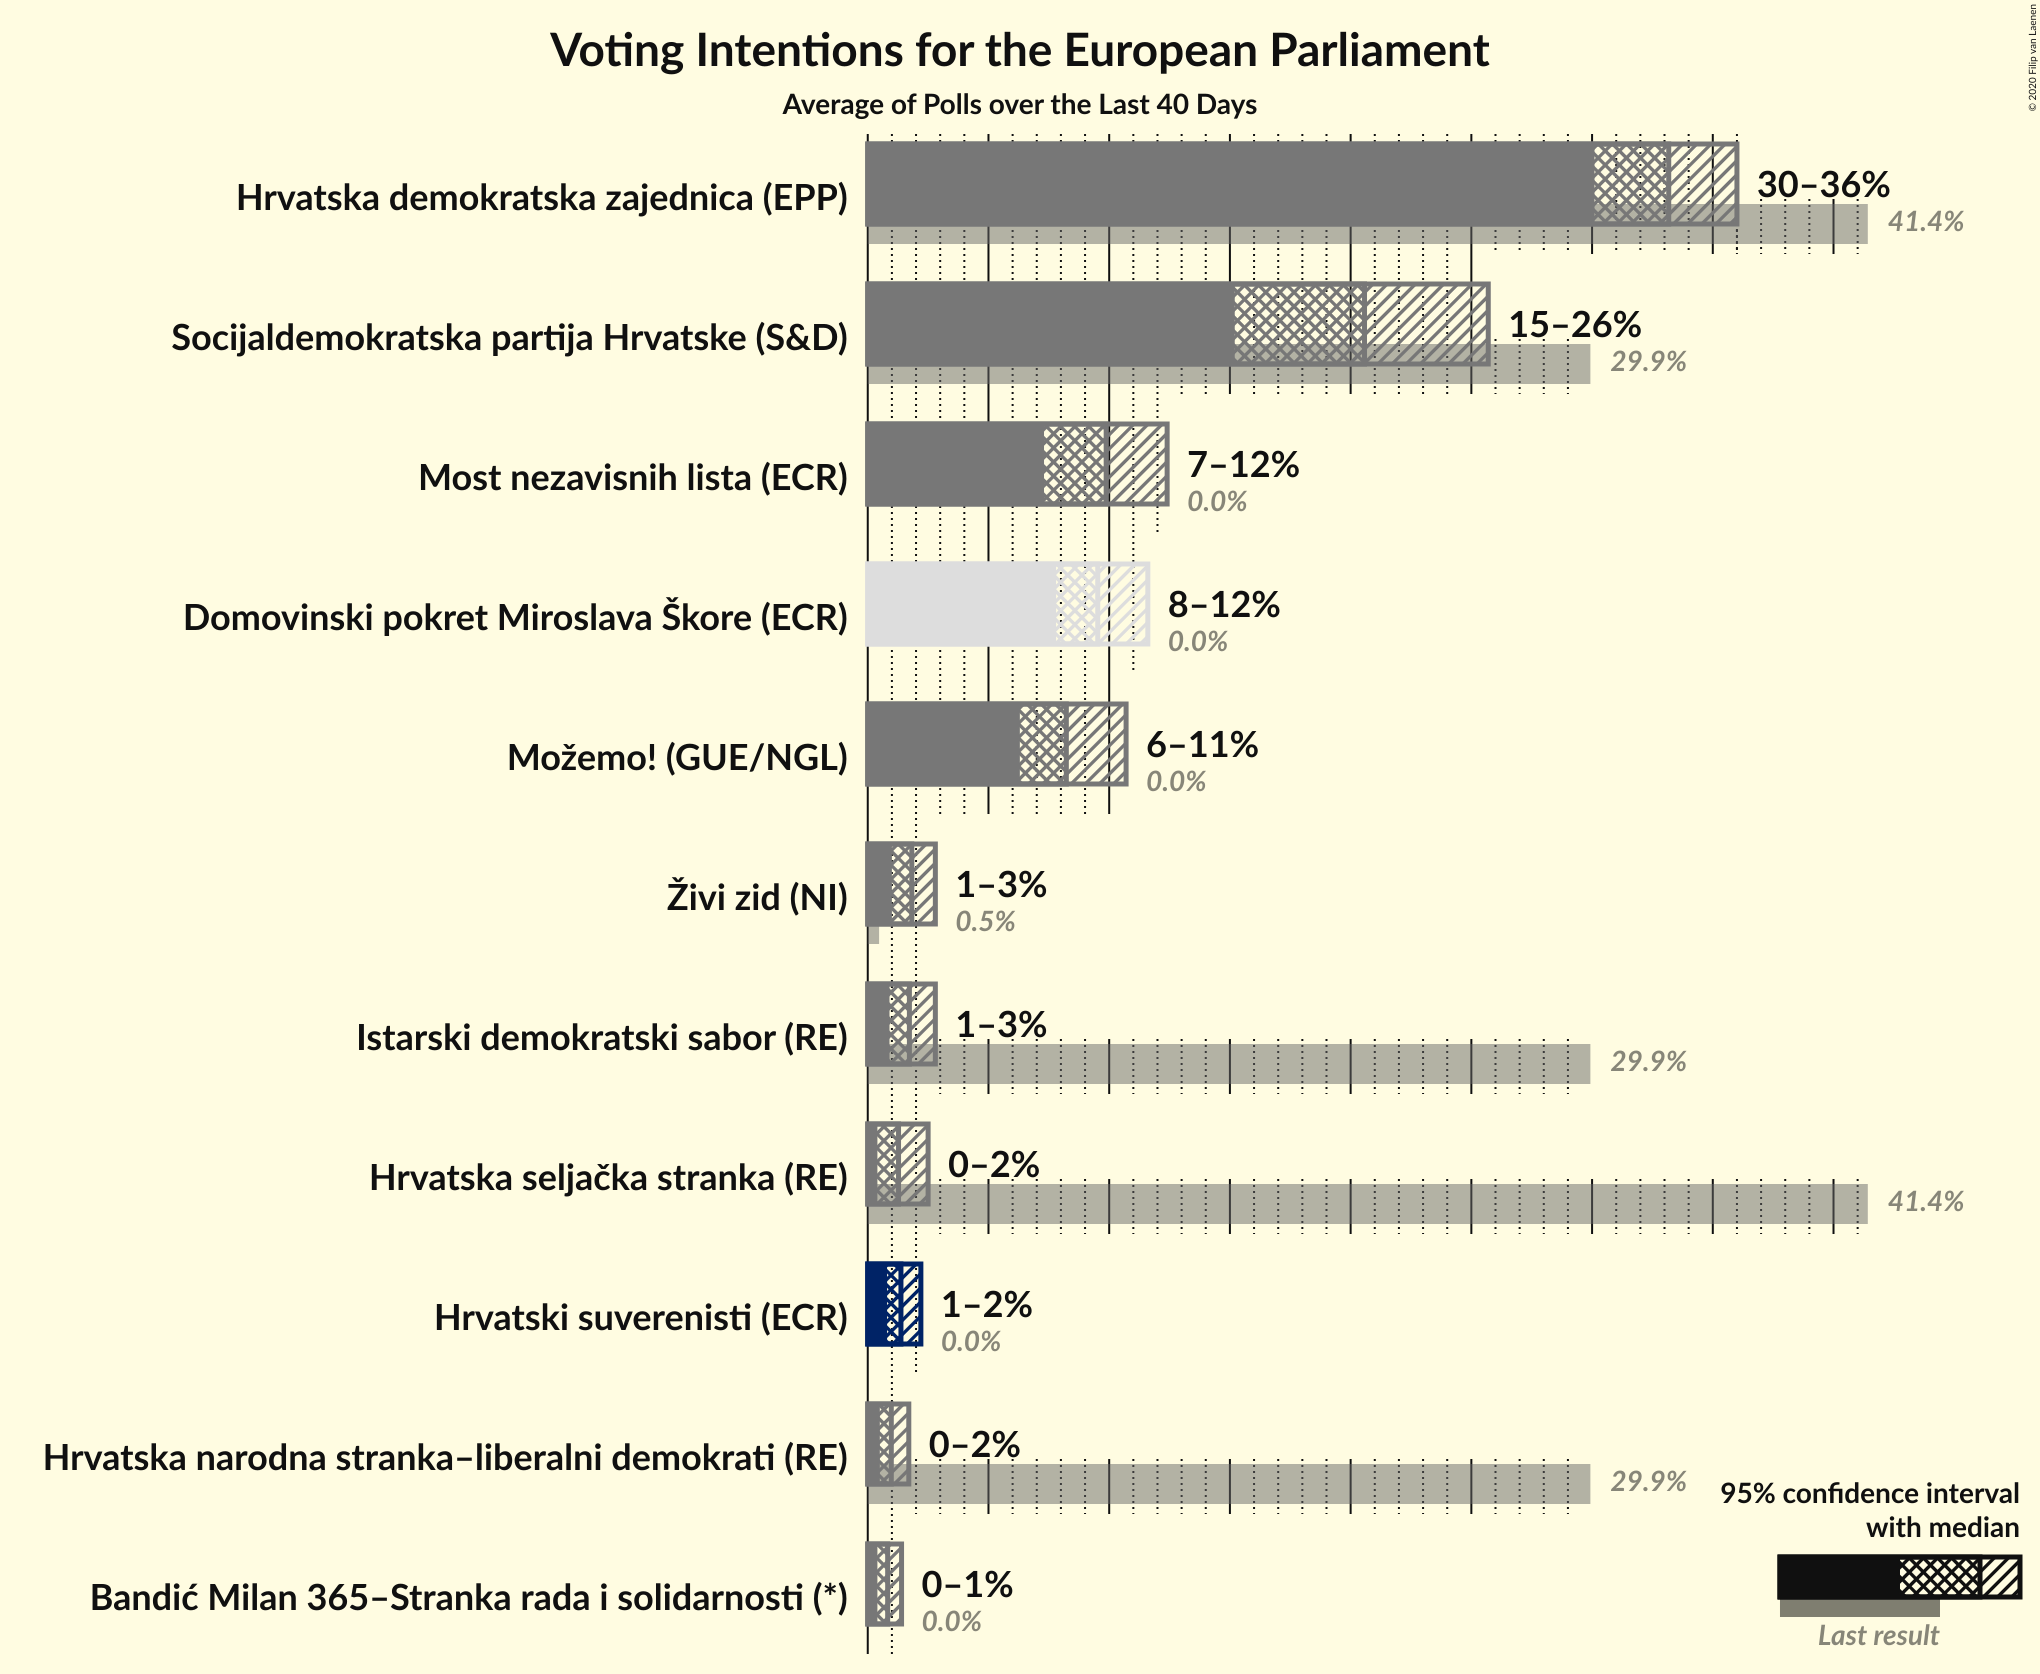 Voting Intentions for the European Parliament
Average of Polls over the Last 40 Days
© 2020 Filip van Laenen
Hrvatska demokratska zajednica (EPP)
30–36%
41.4%
Socijaldemokratska partija Hrvatske (S&D)
15–26%
29.9%
Most nezavisnih lista (ECR)
7–12%
0.0%
Domovinski pokret Miroslava Škore (ECR)
8–12%
0.0%
Možemo! (GUE/NGL)
6–11%
0.0%
Živi zid (NI)
1–3%
0.5%
Istarski demokratski sabor (RE)
1–3%
29.9%
Hrvatska seljačka stranka (RE)
0–2%
41.4%
Hrvatski suverenisti (ECR)
1–2%
0.0%
Hrvatska narodna stranka–liberalni demokrati (RE)
0–2%
29.9%
Bandić Milan 365–Stranka rada i solidarnosti (*)
0–1%
0.0%
95% confidence interval
with median
Last result